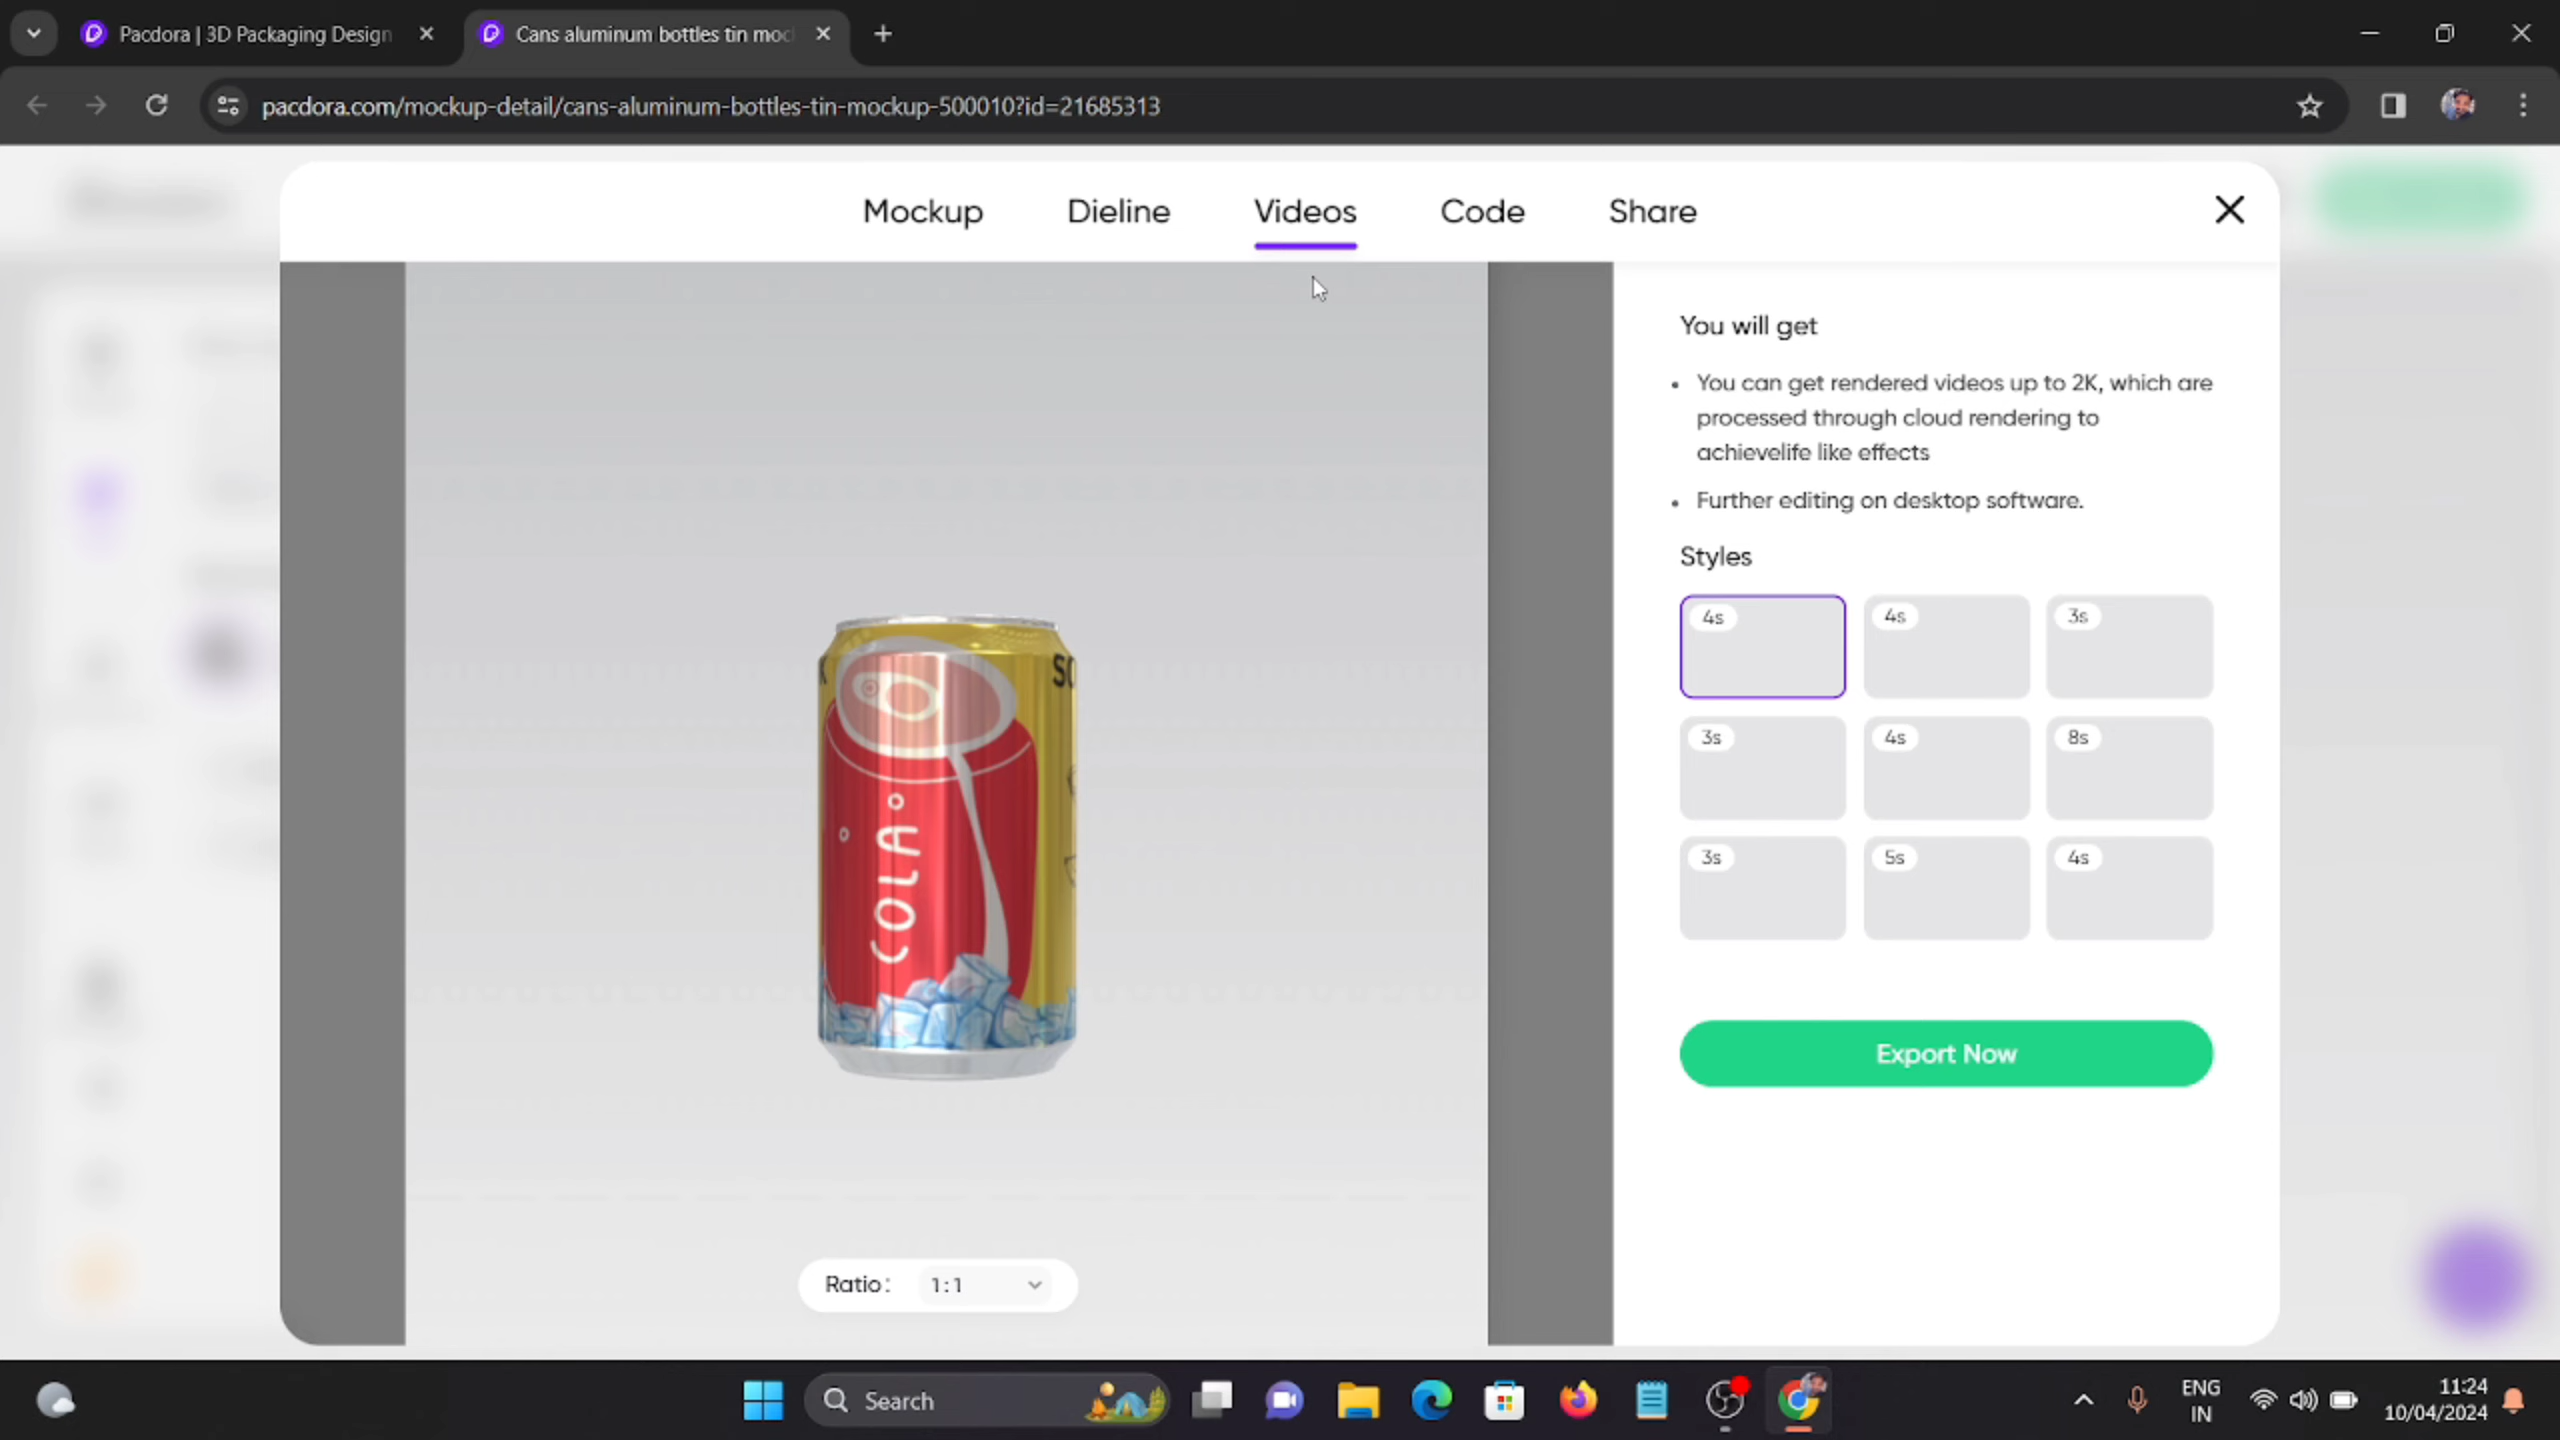 Pacdora | 3D Packaging Design
Cans aluminum bottles tin moc
pacdora.com/mockup-detail/cans-aluminum-bottles-tin-mockup-500010?id=21685313
Mockup
Dieline
Videos
Code
Share
You will get
• You can get rendered videos up to 2K, which are
processed through cloud rendering to
achievelife like effects
• Further editing on desktop software.
Styles
4s
4s
3s
3s
4s
8s
3s
5s
4s
Export Now
K
SO
COLA
Ratio:
1:1
Search
ENG
IN
11:24
10/04/2024